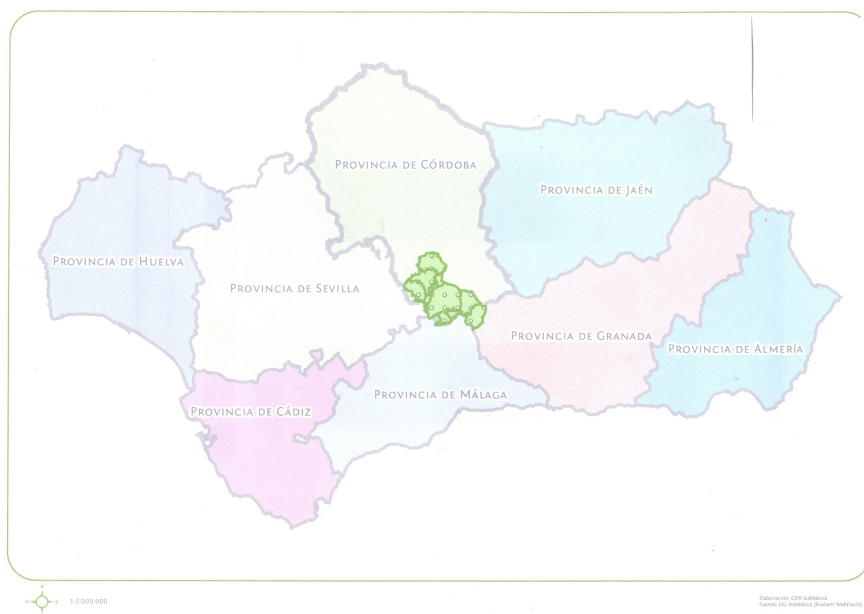 PROVINCIA DE CÓRDOBA
PROVINCIA DE JAÉN
PROVINCIA DE HUELVA
PROVINCIA DE SEVILLA
PROVINCIA DE GRANADA
PROVINCIA DE ALMERÍA
PROVINCIA DE MÁLAGA
PROVINCIA DE CÁDIZ
1:2.000.000
Elaboración: GDR Subbética